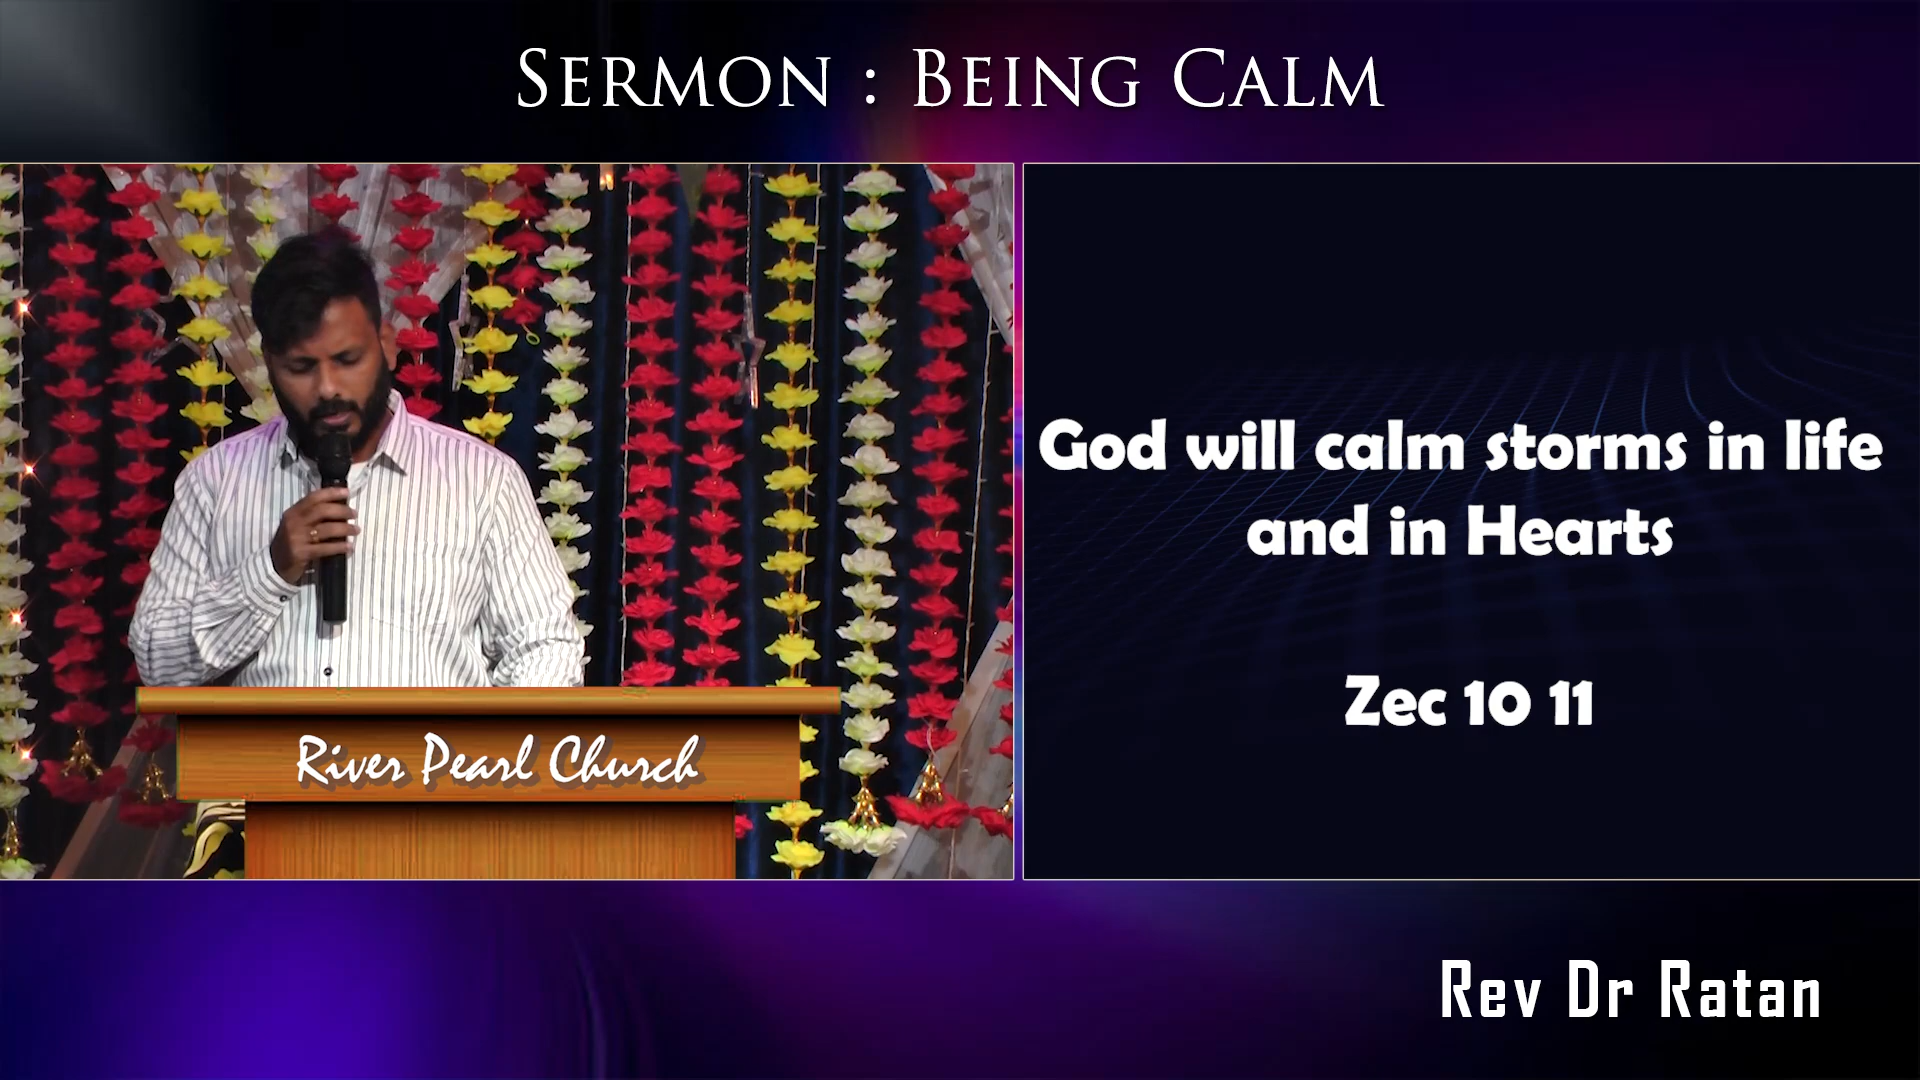 Sermon : Being Calm
God will calm storms in life
and in Hearts
Zec 10 11
River Pearl Church
Rev Dr Ratan